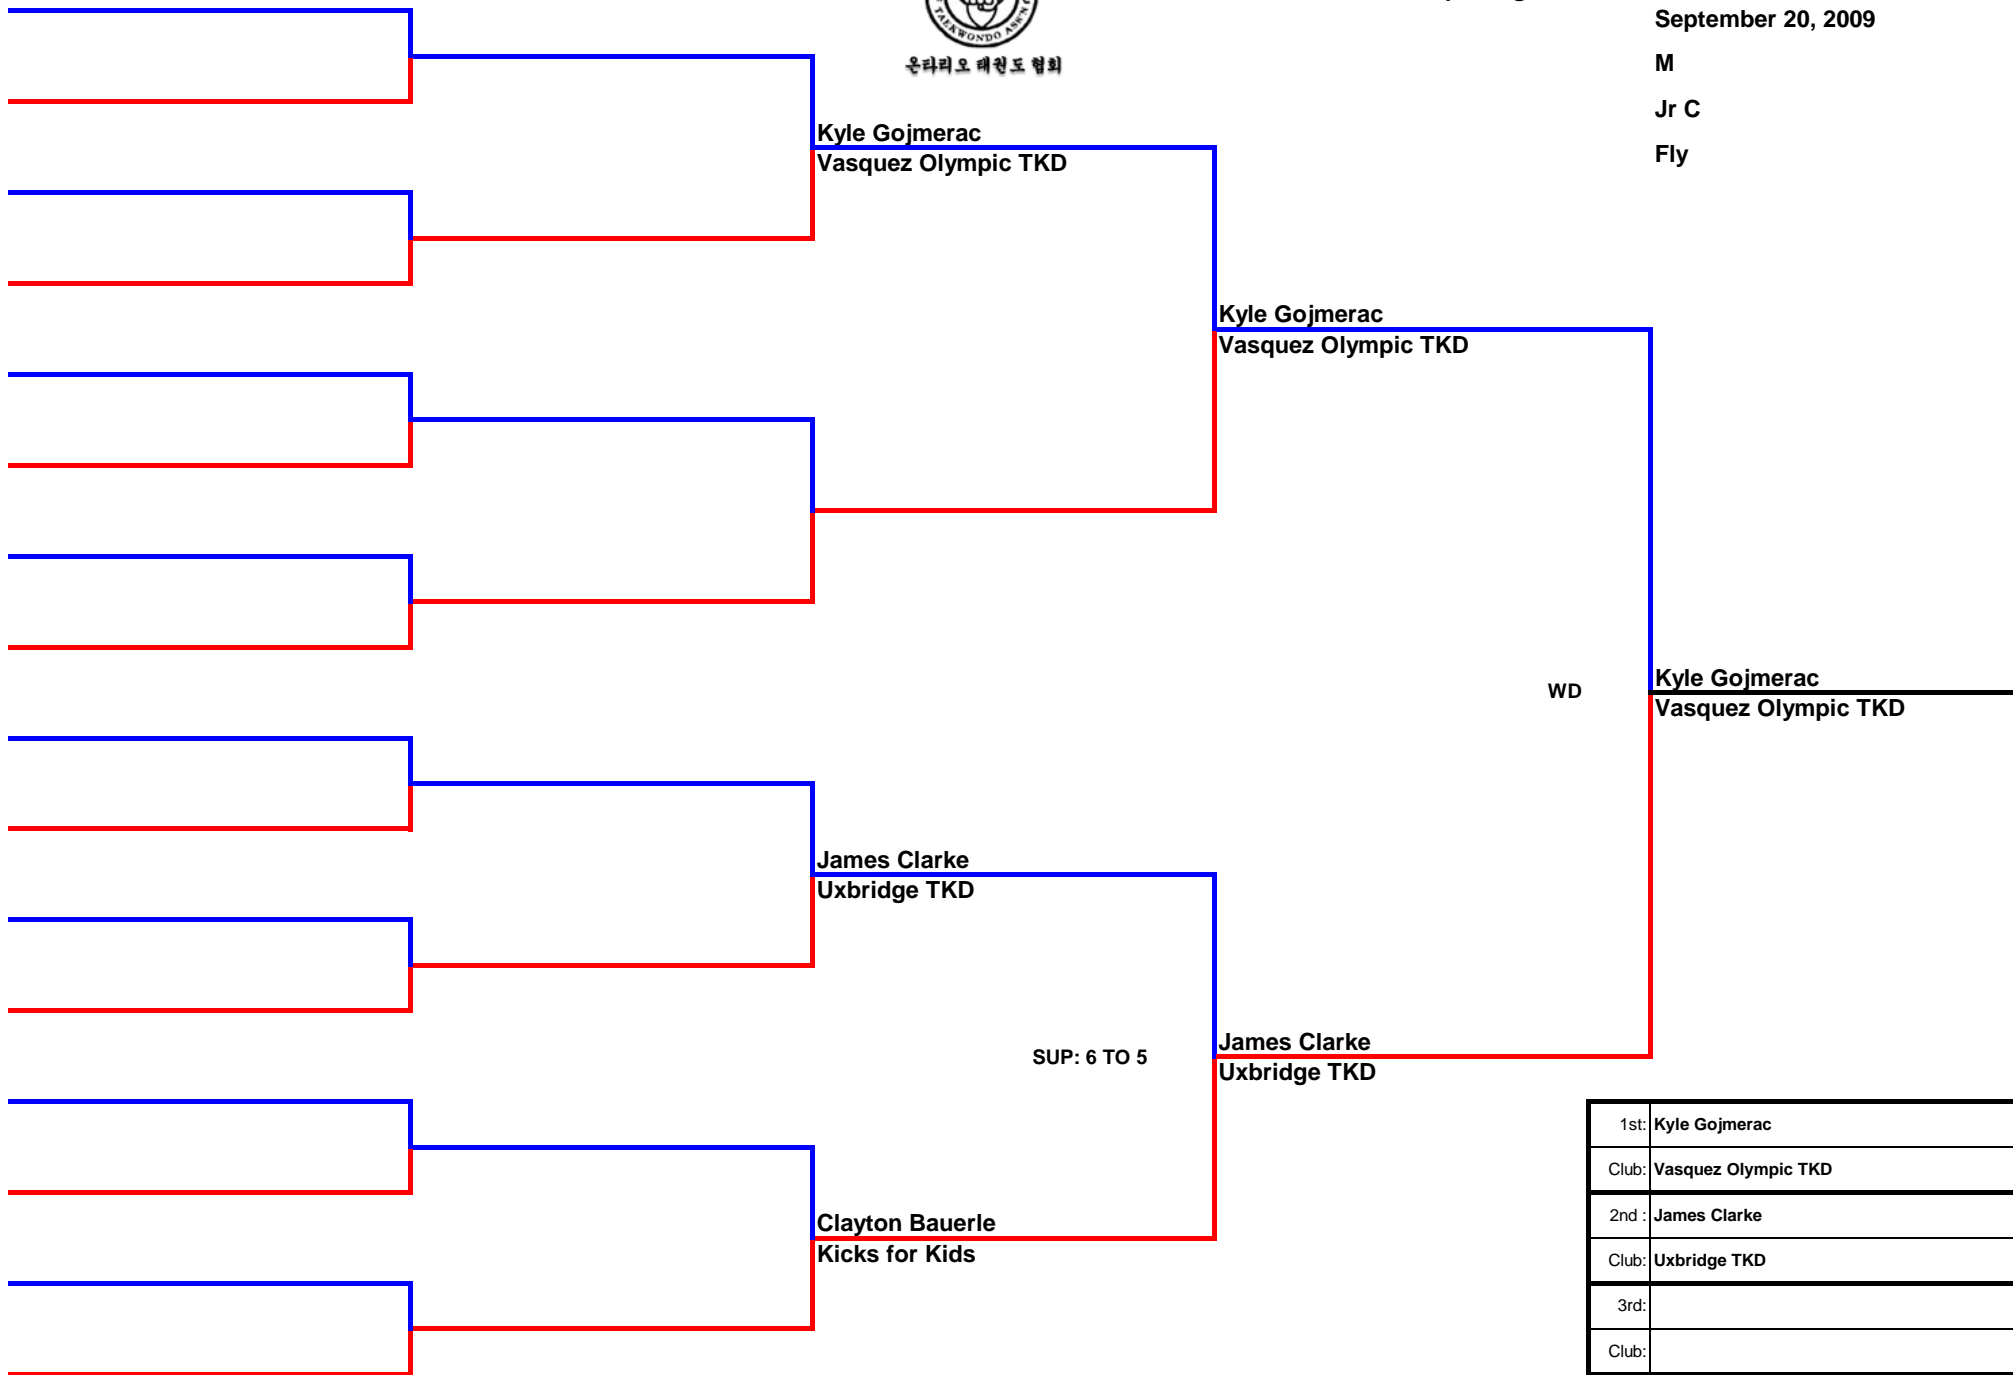 TAEKWONDO ASS'N
온타리오 태권도 협회
September 20, 2009
M
Jr C
Fly
Kyle Gojmerac
Vasquez Olympic TKD
Kyle Gojmerac
Vasquez Olympic TKD
WD
Kyle Gojmerac
Vasquez Olympic TKD
James Clarke
Uxbridge TKD
SUP: 6 TO 5
James Clarke
Uxbridge TKD
Clayton Bauerle
Kicks for Kids
1st: Kyle Gojmerac
Club: Vasquez Olympic TKD
2nd : James Clarke
Club: Uxbridge TKD
3rd:
Club: